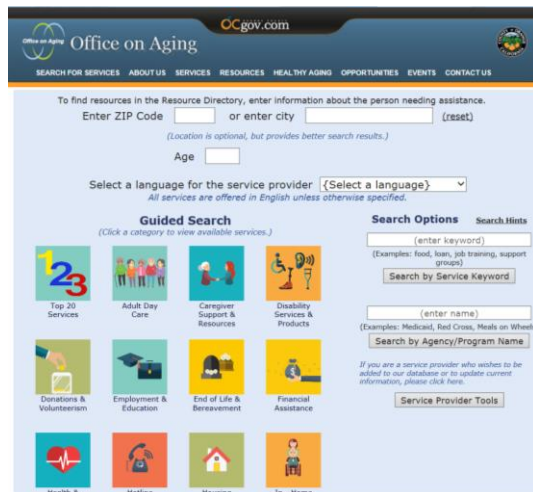 OCgov.com
Office on Aging
Office on Aging
SEARCH FOR SERVICES ABOUT US SERVICES RESOURCES HEALTHY AGING OPPORTUNITIES EVENTS CONTACT US
To find resources in the Resource Directory, enter information about the person needing assistance.
Enter ZIP Code or enter city (reset)
(Location is optional, but provides better search results.)
Age
Select a language for the service provider {Select a language}
All services are offered in English unless otherwise specified.
Guided Search
(Click a category to view available services.)
123
Top 20
Services
Adult Day
Care
Caregiver
Support &
Resources
Disability
Services &
Products
Donations &
Volunteerism
Employment &
Education
End of Life &
Bereavement
Financial
Assistance
Health &
Hotline
Housing
In - Home
Search Options Search Hints
(enter keyword)
(Examples: food, loan, job training, support
groups)
Search by Service Keyword
(enter name)
(Examples: Medicaid, Red Cross, Meals on Wheel
Search by Agency/Program Name
If you are a service provider who wishes to be
added to our database or to update current
information, please click here.
Service Provider Tools